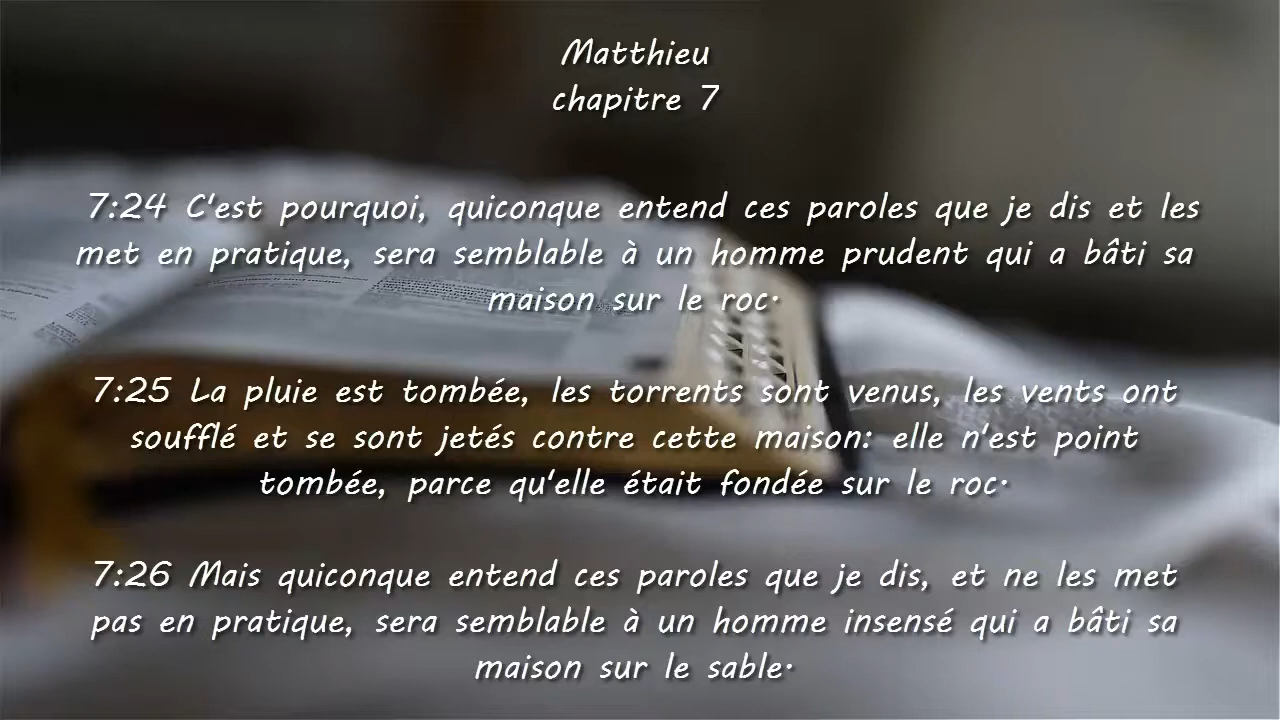 Matthieu
chapitre 7
7:24 C'est pourquoi, quiconque entend ces paroles que je dis et les
met en pratique, sera semblable à un homme prudent qui a bâti sa
maison sur le roc.
7:25 La pluie est tombée, les torrents sont venus, les vents ont
soufflé et se sont jetés contre cette maison: elle n'est point
tombée, parce qu'elle était fondée sur le roc.
7:26 Mais quiconque entend ces paroles que je dis, et ne les met
pas en pratique, sera semblable à un homme insensé qui a bâti sa
maison sur le sable.